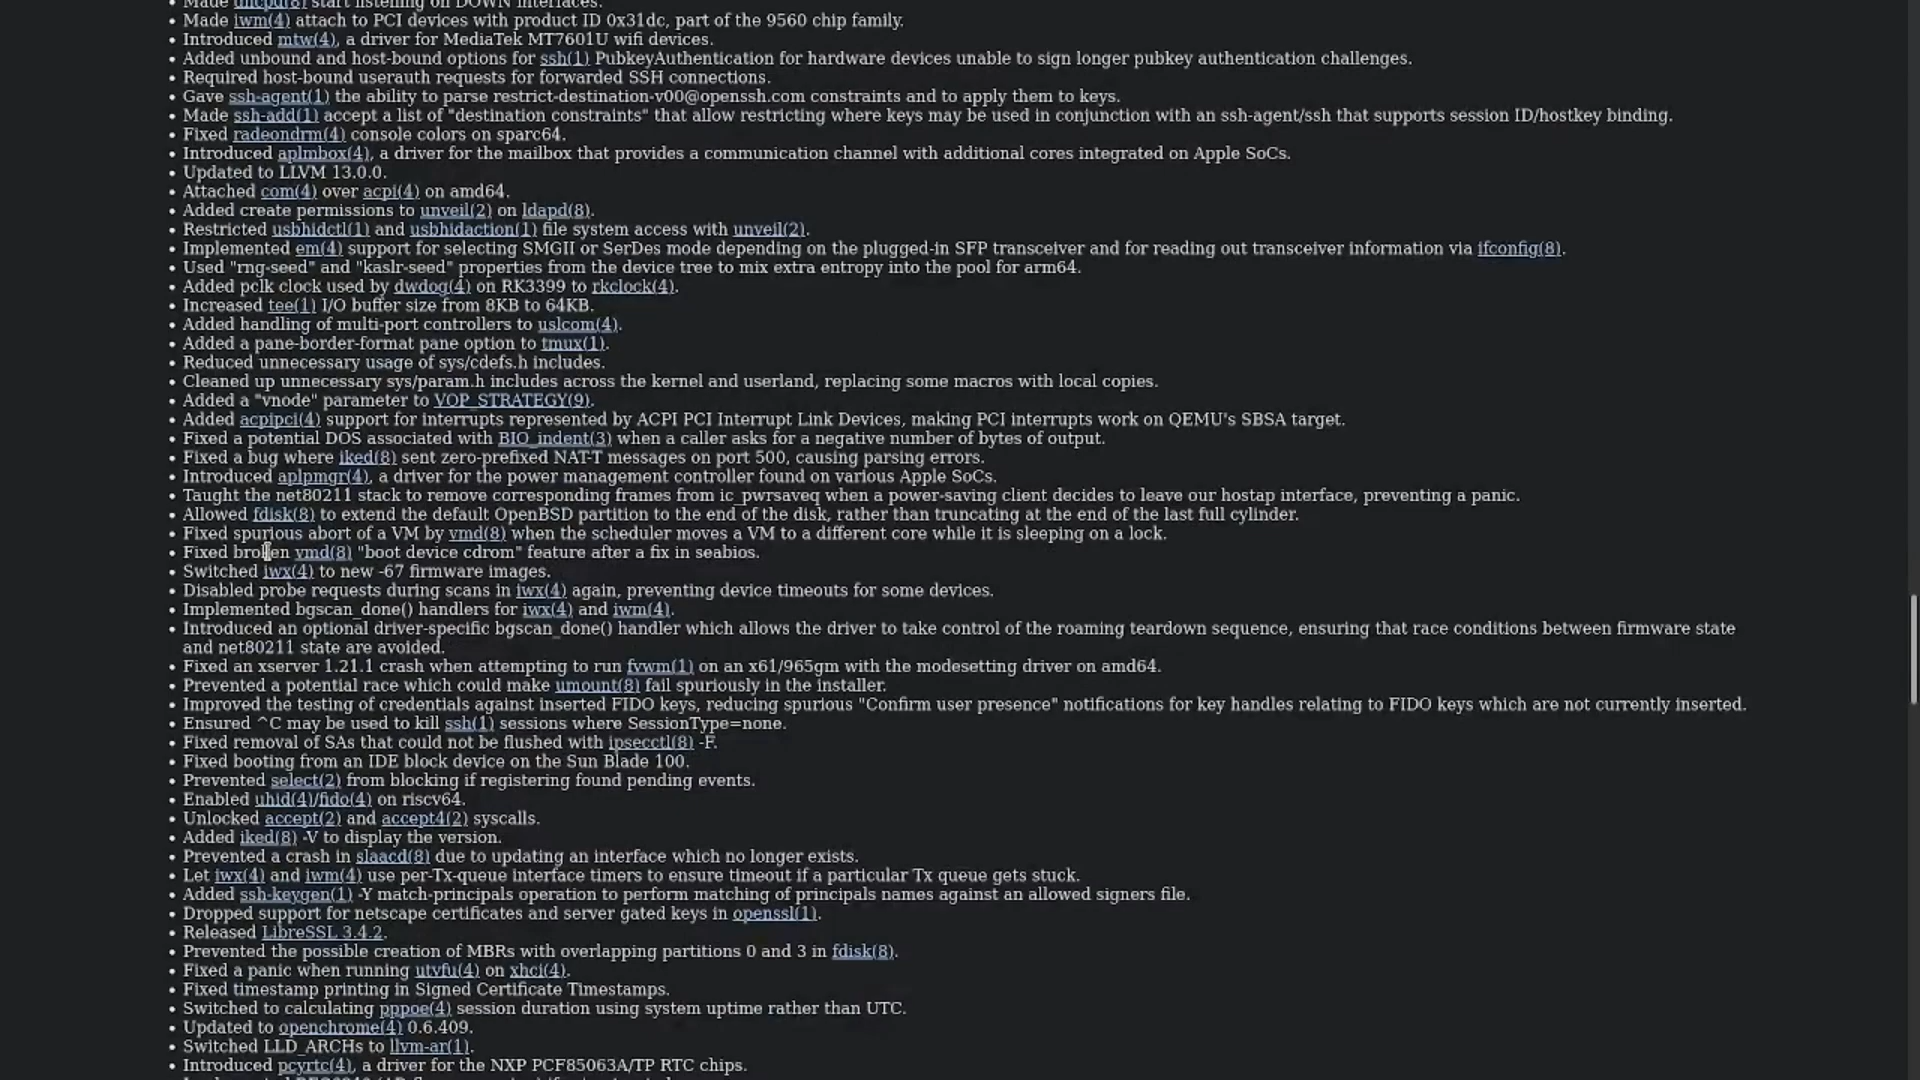 • Made dhcpd(8) start listening on DOWN interfaces.
• Made iwm(4) attach to PCI devices with product ID 0x31dc, part of the 9560 chip family.
• Introduced mtw(4), a driver for MediaTek MT7601U wifi devices.
• Added unbound and host-bound options for ssh(1) PubkeyAuthentication for hardware devices unable to sign longer pubkey authentication challenges.
• Required host-bound userauth requests for forwarded SSH connections.
• Gave ssh-agent(1) the ability to parse restrict-destination-v00@openssh.com constraints and to apply them to keys.
• Made ssh-add(1) accept a list of "destination constraints" that allow restricting where keys may be used in conjunction with an ssh-agent/ssh that supports session ID/hostkey binding.
• Fixed radeondrm(4) console colors on sparc64.
• Introduced aplmbox(4), a driver for the mailbox that provides a communication channel with additional cores integrated on Apple SoCs.
• Updated to LLVM 13.0.0.
• Attached com(4) over acpi(4) on amd64.
• Added create permissions to unveil(2) on ldapd(8).
• Restricted usbhidctl(1) and usbhidaction(1) file system access with unveil(2).
• Implemented em(4) support for selecting SMGII or SerDes mode depending on the plugged-in SFP transceiver and for reading out transceiver information via ifconfig(8).
• Used "rng-seed" and "kaslr-seed" properties from the device tree to mix extra entropy into the pool for arm64.
• Added pclk clock used by dwdog(4) on RK3399 to rkclock(4).
• Increased tee(1) I/O buffer size from 8KB to 64KB.
• Added handling of multi-port controllers to uslcom(4).
• Added a pane-border-format pane option to tmux(1).
• Reduced unnecessary usage of sys/cdefs.h includes.
• Cleaned up unnecessary sys/param.h includes across the kernel and userland, replacing some macros with local copies.
• Added a "vnode" parameter to VOP_STRATEGY(9).
• Added acpipci(4) support for interrupts represented by ACPI PCI Interrupt Link Devices, making PCI interrupts work on QEMU's SBSA target.
• Fixed a potential DOS associated with BIO_indent(3) when a caller asks for a negative number of bytes of output.
• Fixed a bug where iked(8) sent zero-prefixed NAT-T messages on port 500, causing parsing errors.
• Introduced aplpmgr(4), a driver for the power management controller found on various Apple SoCs.
• Taught the net80211 stack to remove corresponding frames from ic_pwrsaveq when a power-saving client decides to leave our hostap interface, preventing a panic.
• Allowed fdisk(8) to extend the default OpenBSD partition to the end of the disk, rather than truncating at the end of the last full cylinder.
• Fixed spurious abort of a VM by vmd(8) when the scheduler moves a VM to a different core while it is sleeping on a lock.
• Fixed broken vmd(8) "boot device cdrom" feature after a fix in seabios.
• Switched iwx(4) to new -67 firmware images.
• Disabled probe requests during scans in iwx(4) again, preventing device timeouts for some devices.
• Implemented bgscan_done() handlers for iwx(4) and iwm(4).
• Introduced an optional driver-specific bgscan_done() handler which allows the driver to take control of the roaming teardown sequence, ensuring that race conditions between firmware state
and net80211 state are avoided.
• Fixed an xserver 1.21.1 crash when attempting to run fvwm(1) on an x61/965gm with the modesetting driver on amd64.
• Prevented a potential race which could make umount(8) fail spuriously in the installer.
• Improved the testing of credentials against inserted FIDO keys, reducing spurious "Confirm user presence" notifications for key handles relating to FIDO keys which are not currently inserted.
• Ensured ^C may be used to kill ssh(1) sessions where SessionType=none.
• Fixed removal of SAs that could not be flushed with ipsecctl(8) -F.
• Fixed booting from an IDE block device on the Sun Blade 100.
• Prevented select(2) from blocking if registering found pending events.
• Enabled uhid(4)/fido(4) on riscv64.
• Unlocked accept(2) and accept4(2) syscalls.
• Added iked(8) -V to display the version.
• Prevented a crash in slaacd(8) due to updating an interface which no longer exists.
• Let iwx(4) and iwm(4) use per-Tx-queue interface timers to ensure timeout if a particular Tx queue gets stuck.
• Added ssh-keygen(1) -Y match-principals operation to perform matching of principals names against an allowed signers file.
• Dropped support for netscape certificates and server gated keys in openssl(1).
• Released LibreSSL 3.4.2.
• Prevented the possible creation of MBRs with overlapping partitions 0 and 3 in fdisk(8).
• Fixed a panic when running utvfu(4) on xhci(4).
• Fixed timestamp printing in Signed Certificate Timestamps.
• Switched to calculating pppoe(4) session duration using system uptime rather than UTC.
• Updated to openchrome(4) 0.6.409.
• Switched LLD_ARCHs to llvm-ar(1).
• Introduced pcyrtc(4), a driver for the NXP PCF85063A/TP RTC chips.